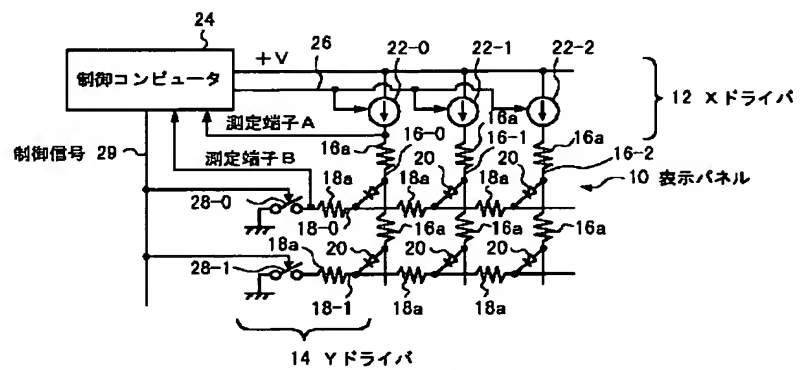 24
+V
26
22-0
22-1
22-2
制御コンピュータ
12 Xドライバ
測定端子A
16a
16-0
16a
16-1
16a
16-2
制御信号 29
測定端子B
20
20
20
10 表示パネル
28-0
18a
18a
18a
18-0
16a
16a
16a
28-1
18a
20
20
20
18-1
18a
18a
14 Yドライバ